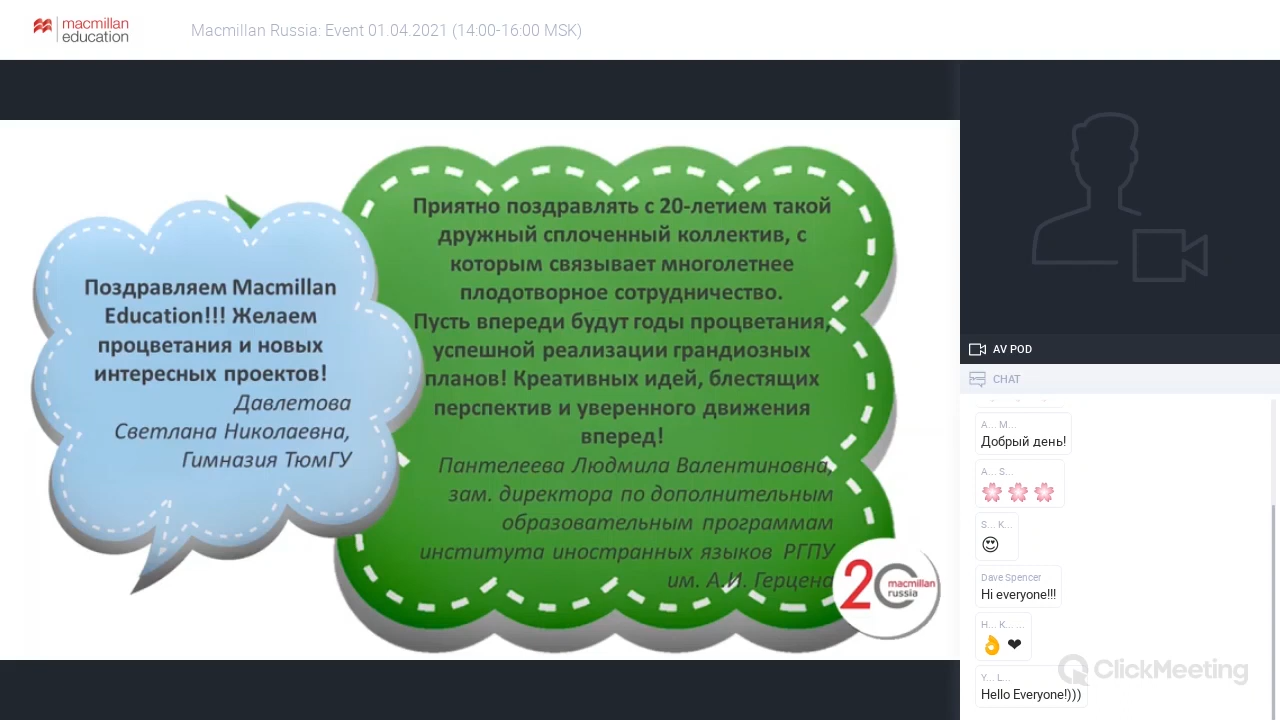 macmillan
education
Macmillan Russia: Event 01.04.2021 (14:00-16:00 MSK)
Поздравляем Macmillan
Education!!! Желаем
процветания и новых
интересных проектов!
Давлетова
Светлана Николаевна,
Гимназия ТюмГУ
Приятно поздравлять с 20-летием такой
дружный сплоченный коллектив, с
которым связывает многолетнее
плодотворное сотрудничество.
Пусть впереди будут годы процветания,
успешной реализации грандиозных
планов! Креативных идей, блестящих
перспектив и уверенного движения
вперед!
Пантелеева Людмила Валентиновна,
зам. директора по дополнительным
образовательным программам
института иностранных языков РГПУ
им. А.И. Герцена
20
macmillan
russia
AV POD
CHAT
A... M...
Добрый день!
A... S...
🌸 🌸 🌸
S... K...
😍
Dave Spencer
Hi everyone!!!
H... K... ...
👌 ❤
Y... L...
Hello Everyone!)))
ClickMeeting